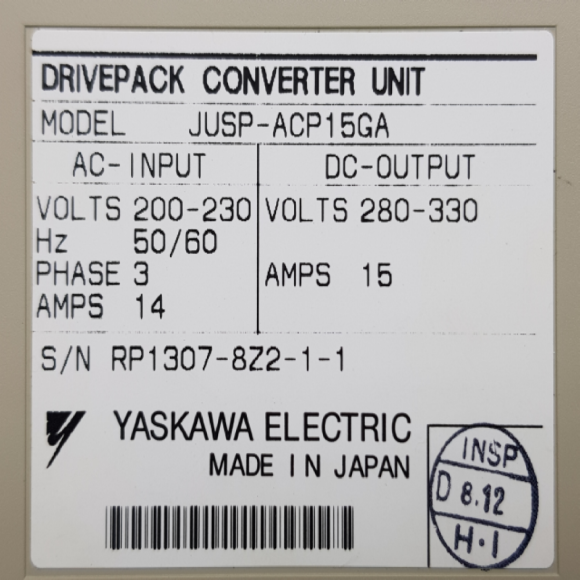 DRIVEPACK CONVERTER UNIT
MODEL JUSP-ACP15GA
AC-INPUT DC-OUTPUT
VOLTS 200-230 VOLTS 280-330
Hz 50/60
PHASE 3 AMPS 15
AMPS 14
S/N RP1307-8Z2-1-1
YASKAWA ELECTRIC
MADE IN JAPAN
INSP
D 8.12
H·I